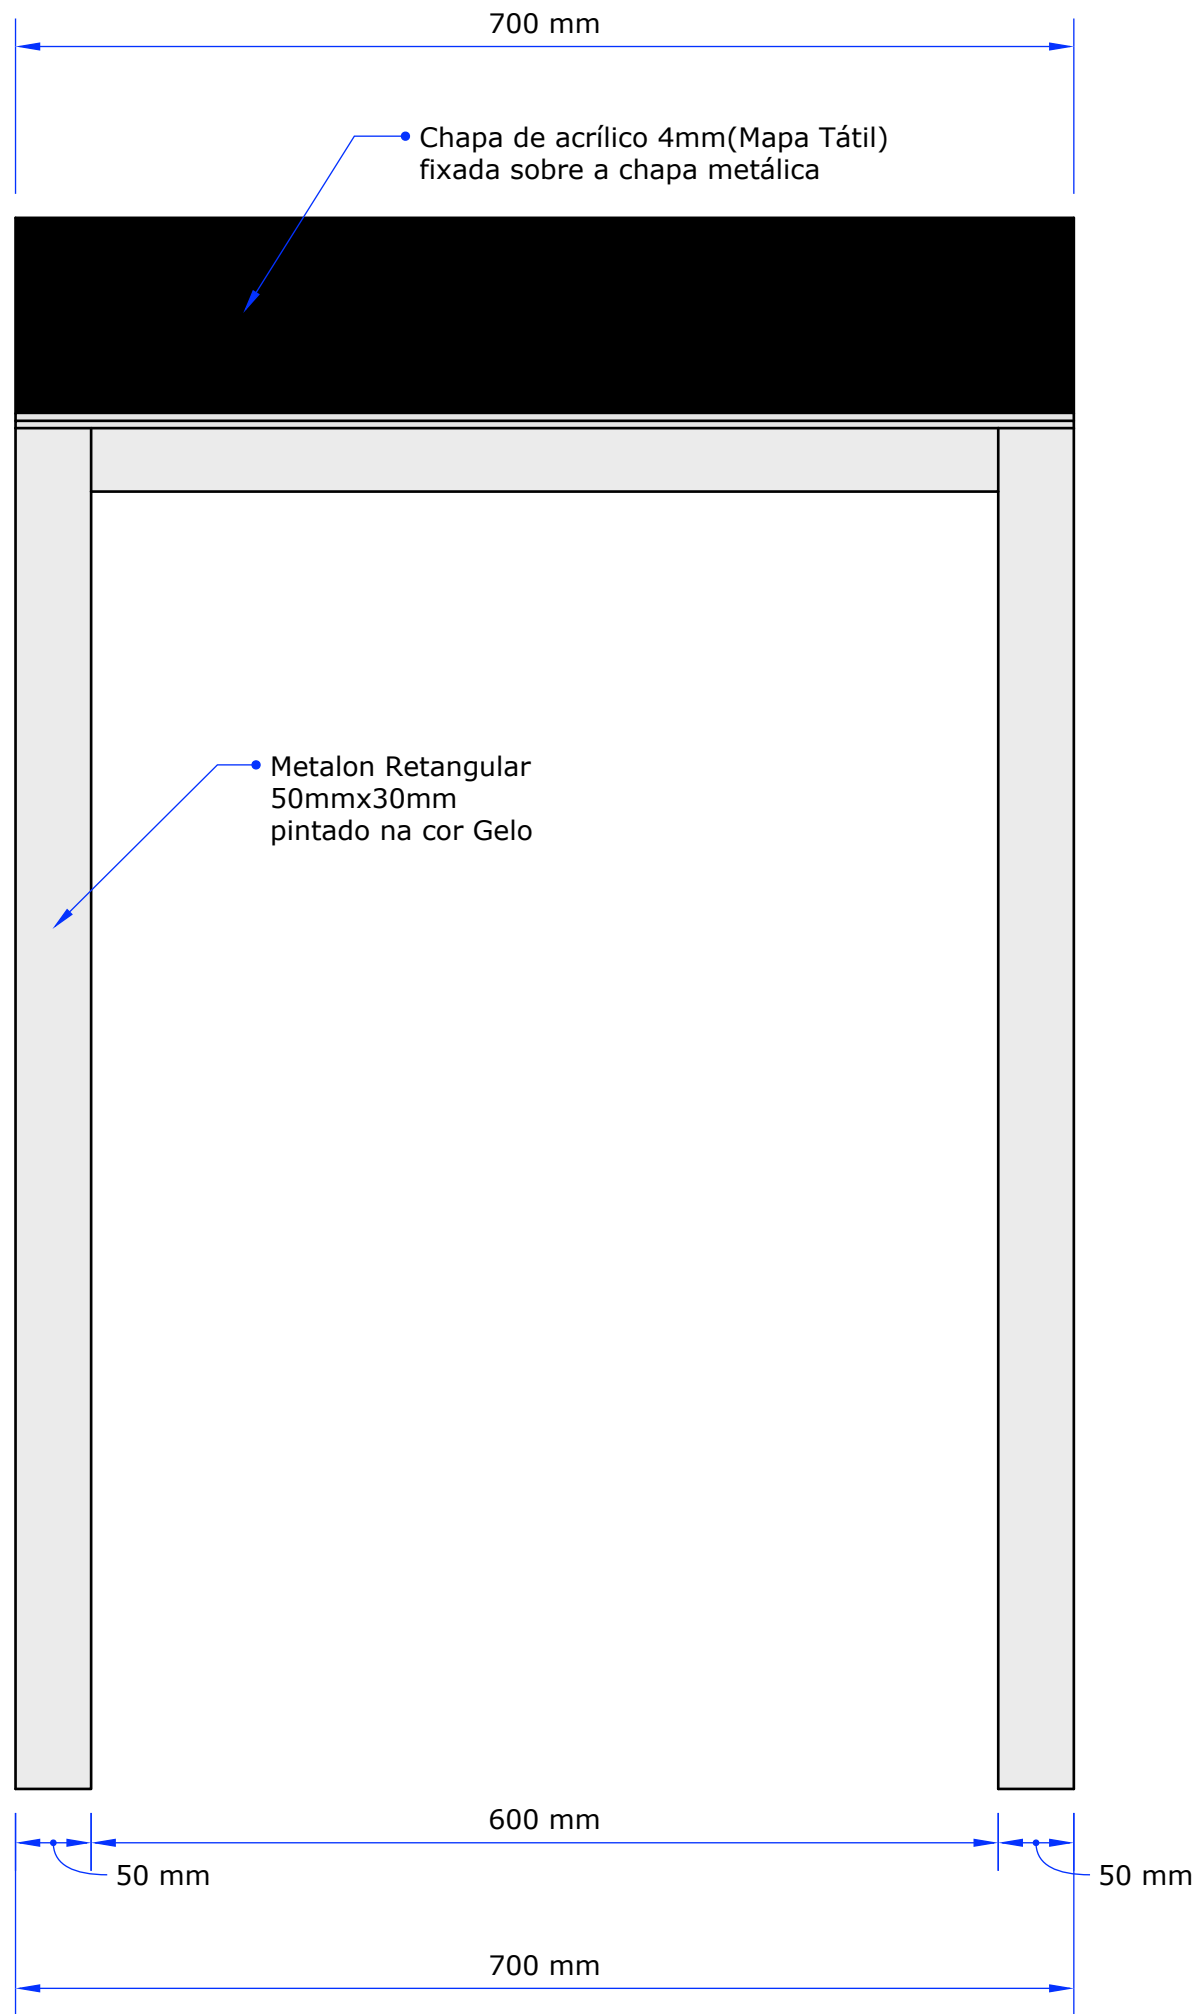 700 mm
Chapa de acrílico 4mm(Mapa Tátil)
fixada sobre a chapa metálica
Metalon Retangular
50mmx30mm
pintado na cor Gelo
600 mm
50 mm
50 mm
700 mm